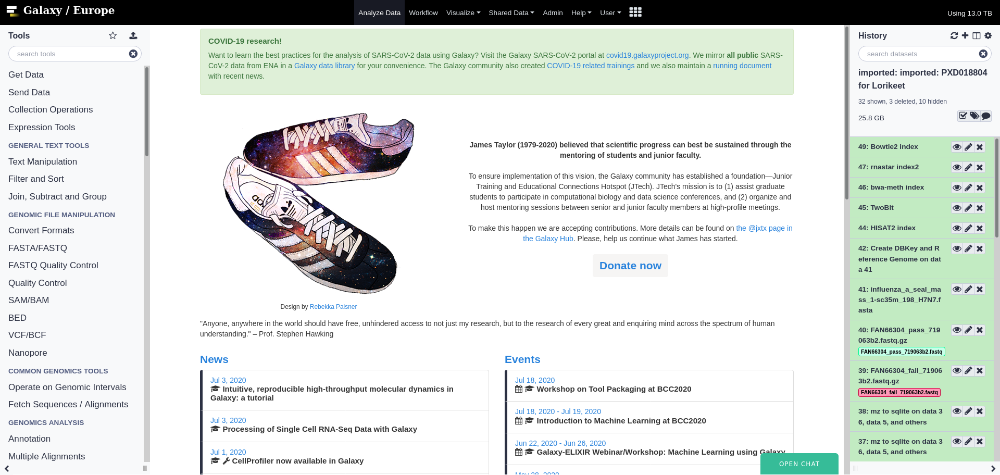 Galaxy / Europe
Analyze Data
Workflow
Visualize
Shared Data
Admin
Help
User
Using 13.0 TB
Tools
search tools
Get Data
Send Data
Collection Operations
Expression Tools
GENERAL TEXT TOOLS
Text Manipulation
Filter and Sort
Join, Subtract and Group
GENOMIC FILE MANIPULATION
Convert Formats
FASTA/FASTQ
FASTQ Quality Control
Quality Control
SAM/BAM
BED
VCF/BCF
Nanopore
COMMON GENOMICS TOOLS
Operate on Genomic Intervals
Fetch Sequences / Alignments
GENOMICS ANALYSIS
Annotation
Multiple Alignments
COVID-19 research!
Want to learn the best practices for the analysis of SARS-CoV-2 data using Galaxy? Visit the Galaxy SARS-CoV-2 portal at covid19.galaxyproject.org. We mirror all public SARS-
CoV-2 data from ENA in a Galaxy data library for your convenience. The Galaxy community also created COVID-19 related trainings and we also maintain a running document
with recent news.
James Taylor (1979-2020) believed that scientific progress can best be sustained through the
mentoring of students and junior faculty.
To ensure implementation of this vision, the Galaxy community has established a foundation—Junior
Training and Educational Connections Hotspot (JTech). JTech's mission is to (1) assist graduate
students to participate in computational biology and data science conferences, and (2) organize and
host mentoring sessions between senior and junior faculty members at high-profile meetings.
To make this happen we are accepting contributions. More details can be found on the @jxtx page in
the Galaxy Hub. Please, help us continue what James has started.
Donate now
Design by Rebekka Paisner
"Anyone, anywhere in the world should have free, unhindered access to not just my research, but to the research of every great and enquiring mind across the spectrum of human
understanding." – Prof. Stephen Hawking
News
Jul 3, 2020
Intuitive, reproducible high-throughput molecular dynamics in
Galaxy: a tutorial
Jul 3, 2020
Processing of Single Cell RNA-Seq Data with Galaxy
Jul 1, 2020
CellProfiler now available in Galaxy
Events
Jul 18, 2020
Workshop on Tool Packaging at BCC2020
Jul 18, 2020 - Jul 19, 2020
Introduction to Machine Learning at BCC2020
Jun 22, 2020 - Jun 26, 2020
Galaxy-ELIXIR Webinar/Workshop: Machine Learning using Galaxy
May 28, 2020
OPEN CHAT
History
search datasets
imported: imported: PXD018804
for Lorikeet
32 shown, 3 deleted, 10 hidden
25.8 GB
49: Bowtie2 index
47: rnastar index2
46: bwa-meth index
45: TwoBit
44: HISAT2 index
42: Create DBKey and R
eference Genome on dat
a 41
41: influenza_a_seal_ma
ss_1-sc35m_198_H7N7.f
asta
40: FAN66304_pass_719
063b2.fastq.gz
FAN66304_pass_719063b2.fastq
39: FAN66304_fail_71906
3b2.fastq.gz
FAN66304_fail_719063b2.fastq
38: mz to sqlite on data 3
6, data 5, and others
37: mz to sqlite on data 3
6, data 5, and others